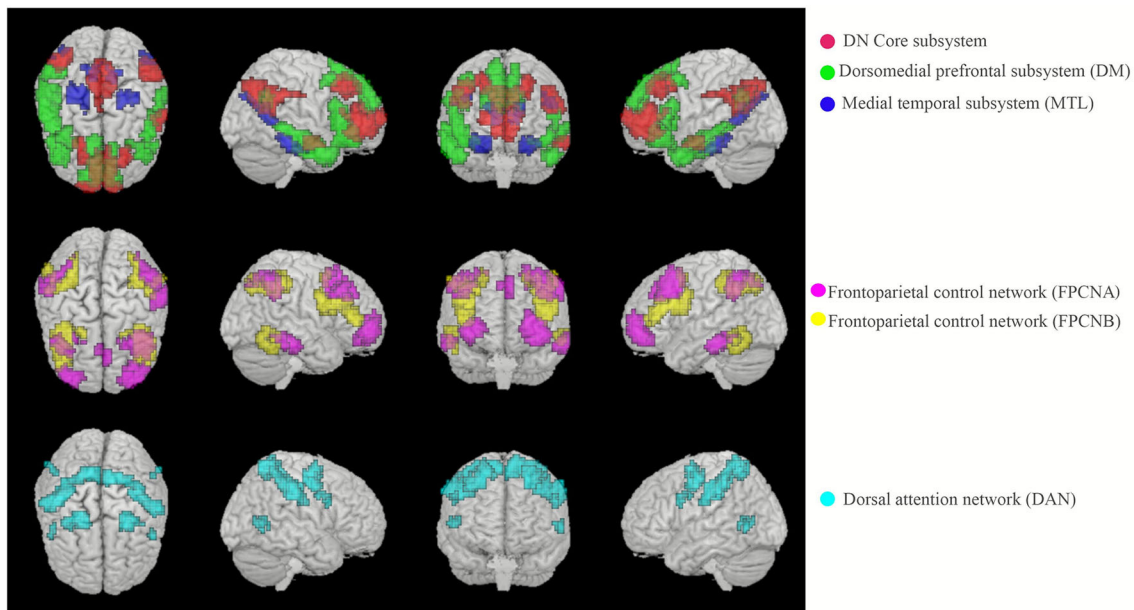 DN Core subsystem
Dorsomedial prefrontal subsystem (DM)
Medial temporal subsystem (MTL)
Frontoparietal control network (FPCNA)
Frontoparietal control network (FPCNB)
Dorsal attention network (DAN)